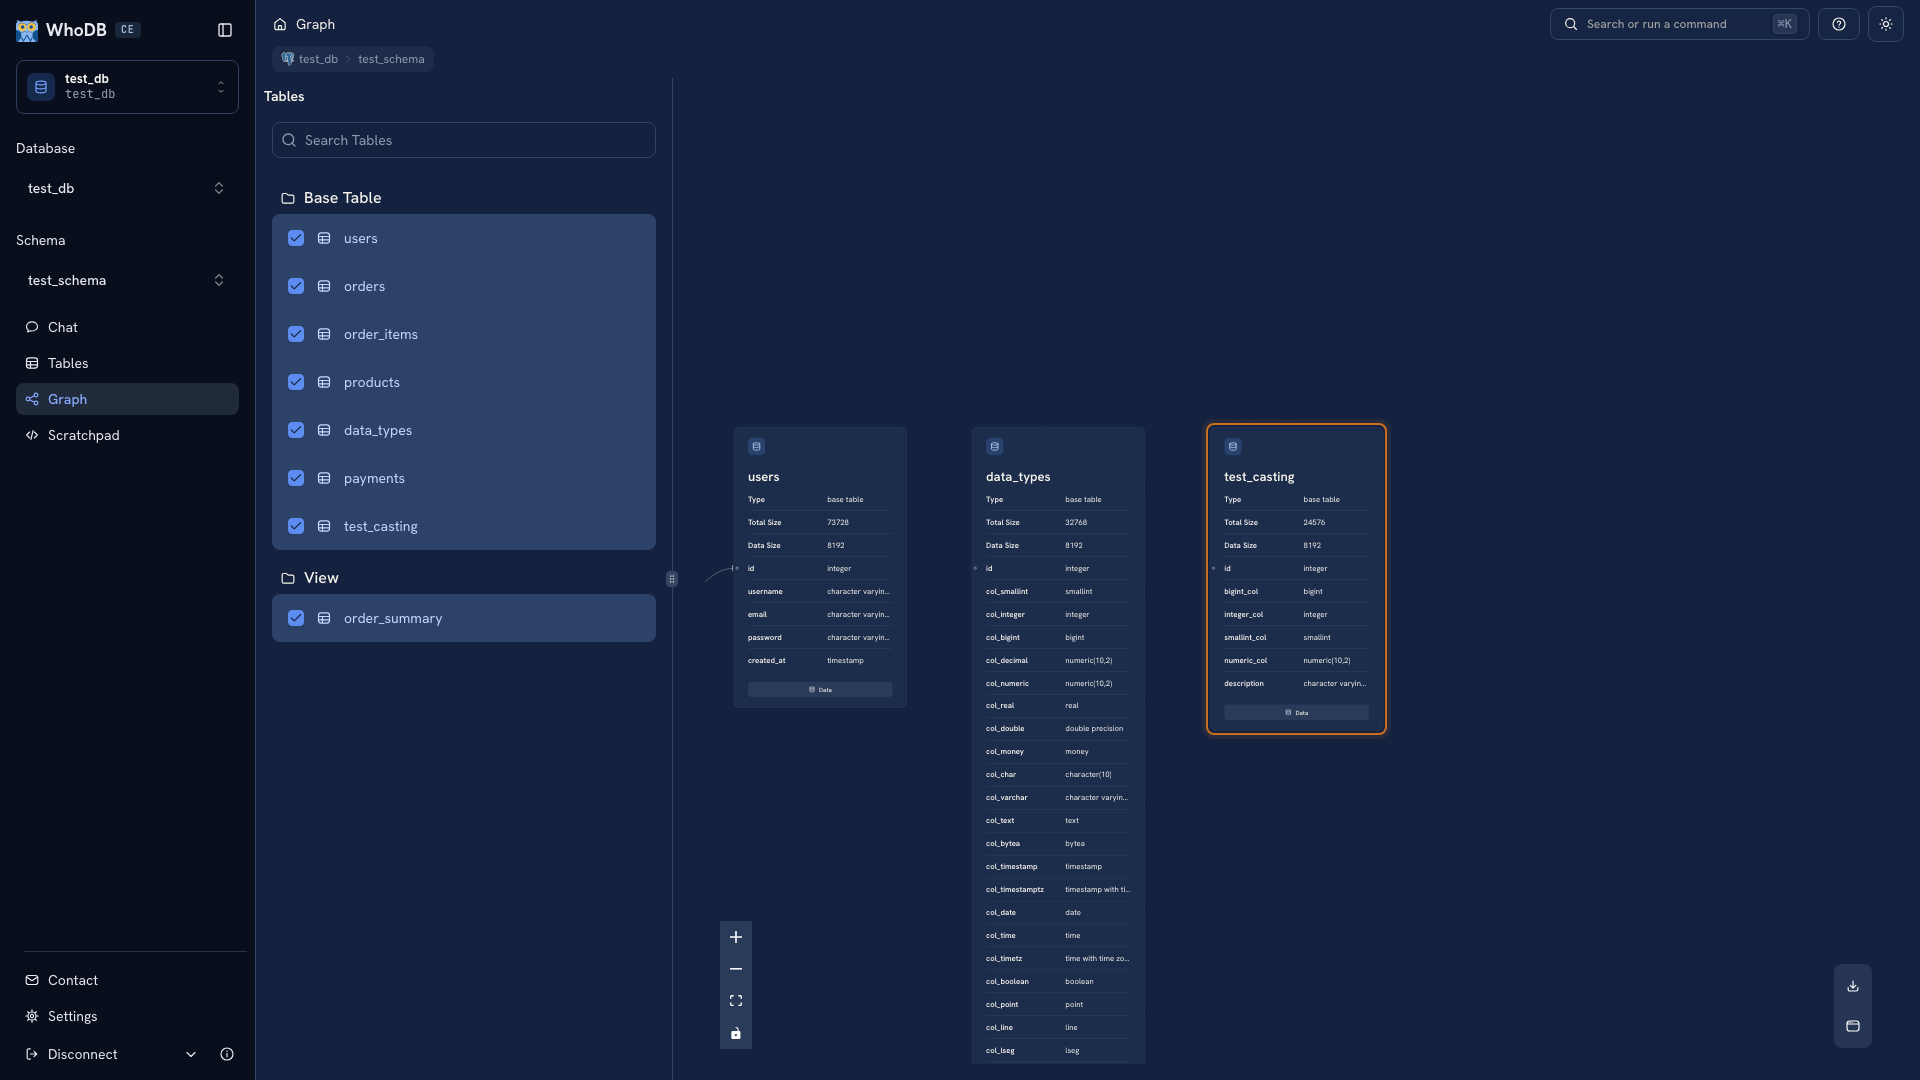 WhoDB CE
test_db
test_db
Database
test_db
Schema
test_schema
Chat
Tables
Graph
Scratchpad
Contact
Settings
Disconnect
Graph
Search or run a command ⌘K
test_db > test_schema
Tables
Search Tables
Base Table
users
orders
order_items
products
data_types
payments
test_casting
View
order_summary
users
Type base table
Total Size 73728
Data Size 8192
id integer
username character varyin...
email character varyin...
password character varyin...
created_at timestamp
Data
data_types
Type base table
Total Size 32768
Data Size 8192
id integer
col_smallint smallint
col_integer integer
col_bigint bigint
col_decimal numeric(10,2)
col_numeric numeric(10,2)
col_real real
col_double double precision
col_money money
col_char character(10)
col_varchar character varyin...
col_text text
col_bytea bytea
col_timestamp timestamp
col_timestamptz timestamp with ti...
col_date date
col_time time
col_timetz time with time zo...
col_boolean boolean
col_point point
col_line line
col_lseg lseg
test_casting
Type base table
Total Size 24576
Data Size 8192
id integer
bigint_col bigint
integer_col integer
smallint_col smallint
numeric_col numeric(10,2)
description character varyin...
Data